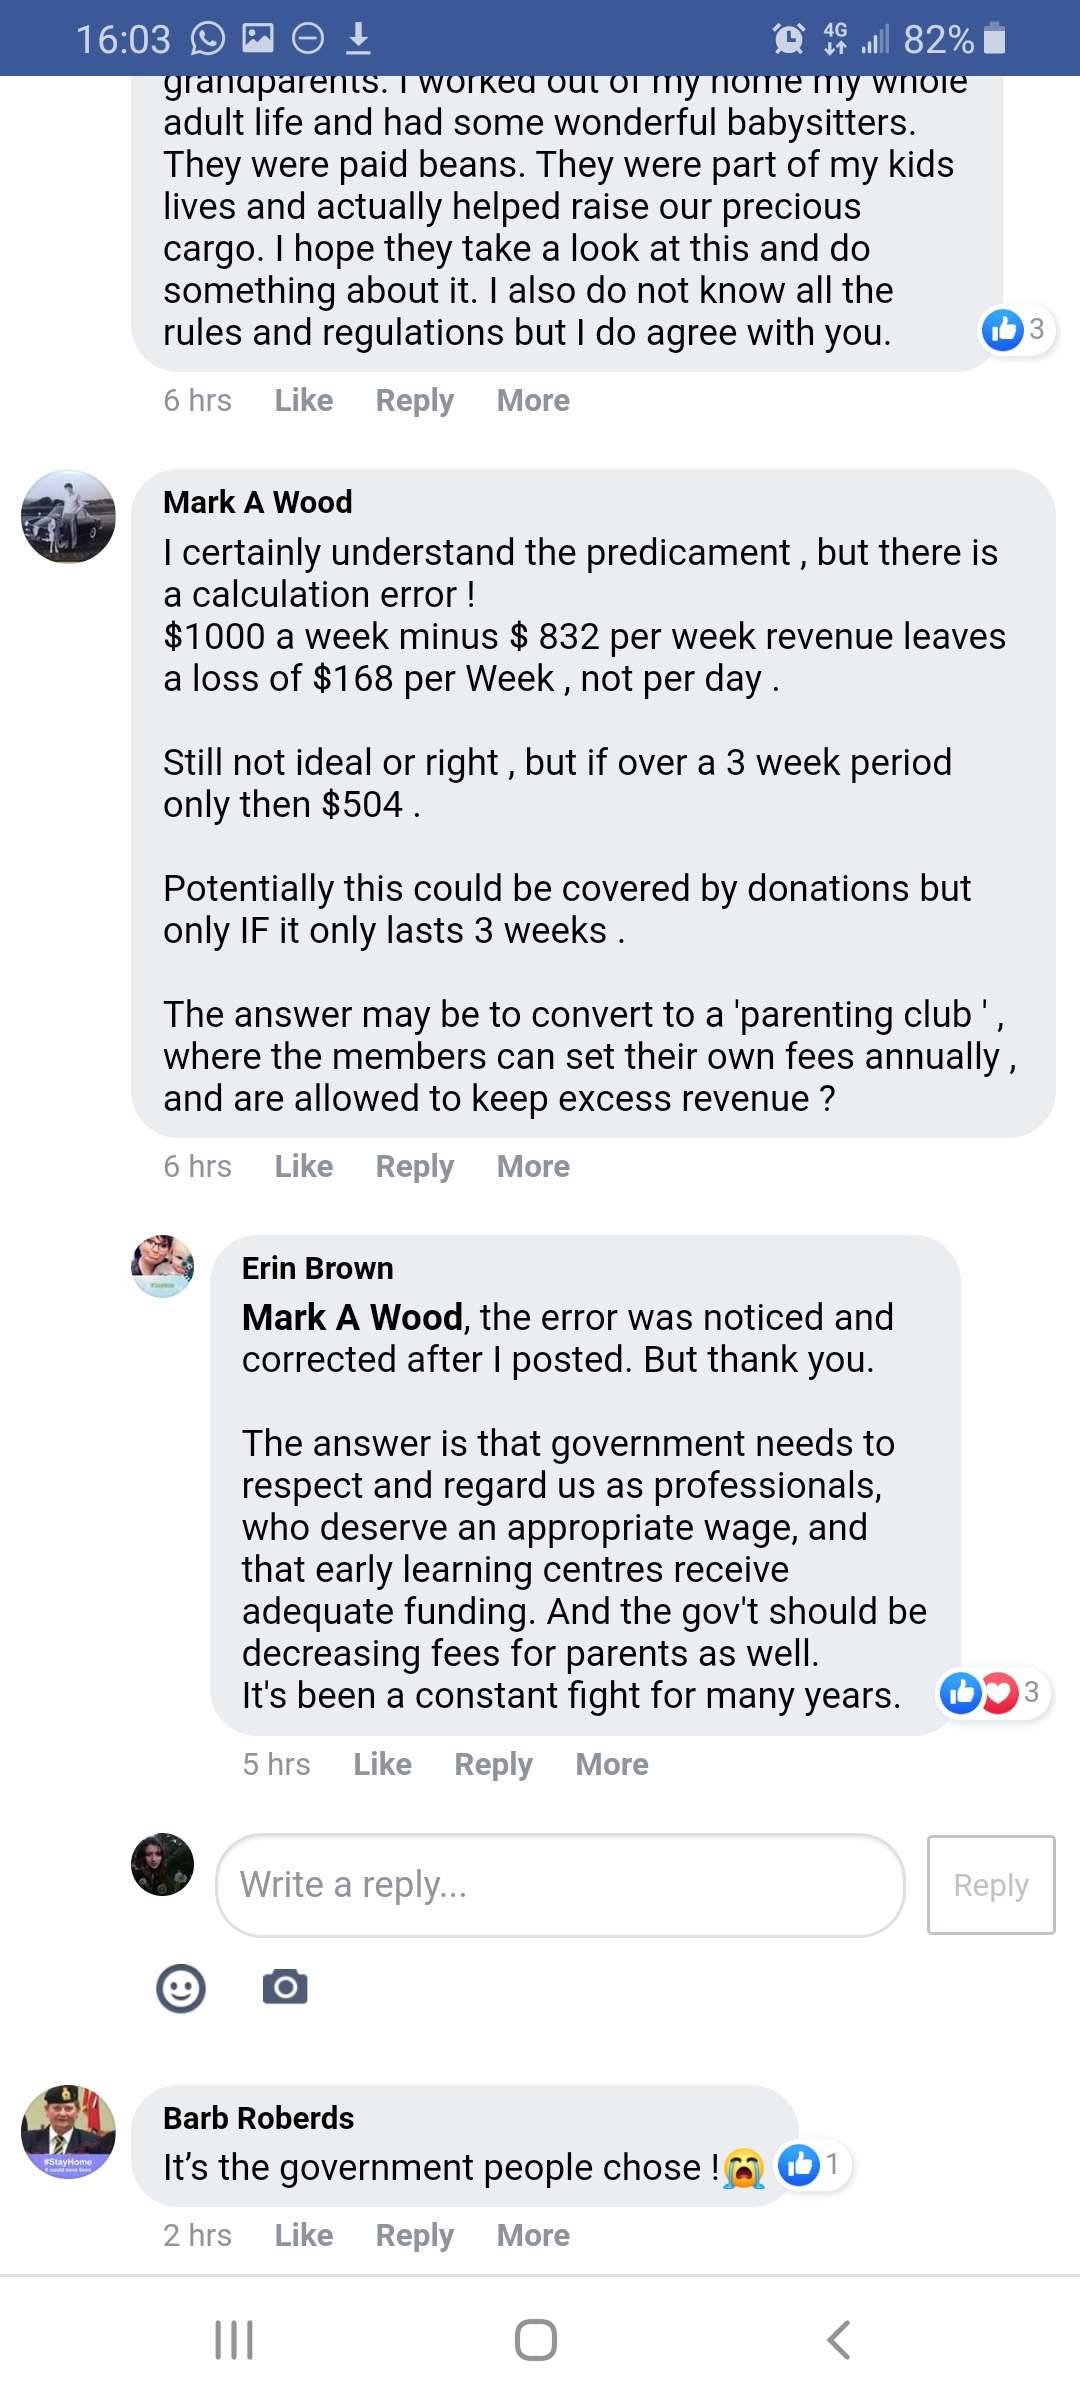 16:03 4G 82%
grandparents. I worked out of my home my whole
adult life and had some wonderful babysitters.
They were paid beans. They were part of my kids
lives and actually helped raise our precious
cargo. I hope they take a look at this and do
something about it. I also do not know all the
rules and regulations but I do agree with you.
3
6 hrs Like Reply More
Mark A Wood
I certainly understand the predicament , but there is
a calculation error !
$1000 a week minus $ 832 per week revenue leaves
a loss of $168 per Week , not per day .
Still not ideal or right , but if over a 3 week period
only then $504 .
Potentially this could be covered by donations but
only IF it only lasts 3 weeks .
The answer may be to convert to a 'parenting club ' ,
where the members can set their own fees annually ,
and are allowed to keep excess revenue ?
6 hrs Like Reply More
Erin Brown
Mark A Wood, the error was noticed and
corrected after I posted. But thank you.
The answer is that government needs to
respect and regard us as professionals,
who deserve an appropriate wage, and
that early learning centres receive
adequate funding. And the gov't should be
decreasing fees for parents as well.
It's been a constant fight for many years.
3
5 hrs Like Reply More
Write a reply...
Reply
#StayHome
It could save lives
Barb Roberds
It’s the government people chose !😭
1
2 hrs Like Reply More